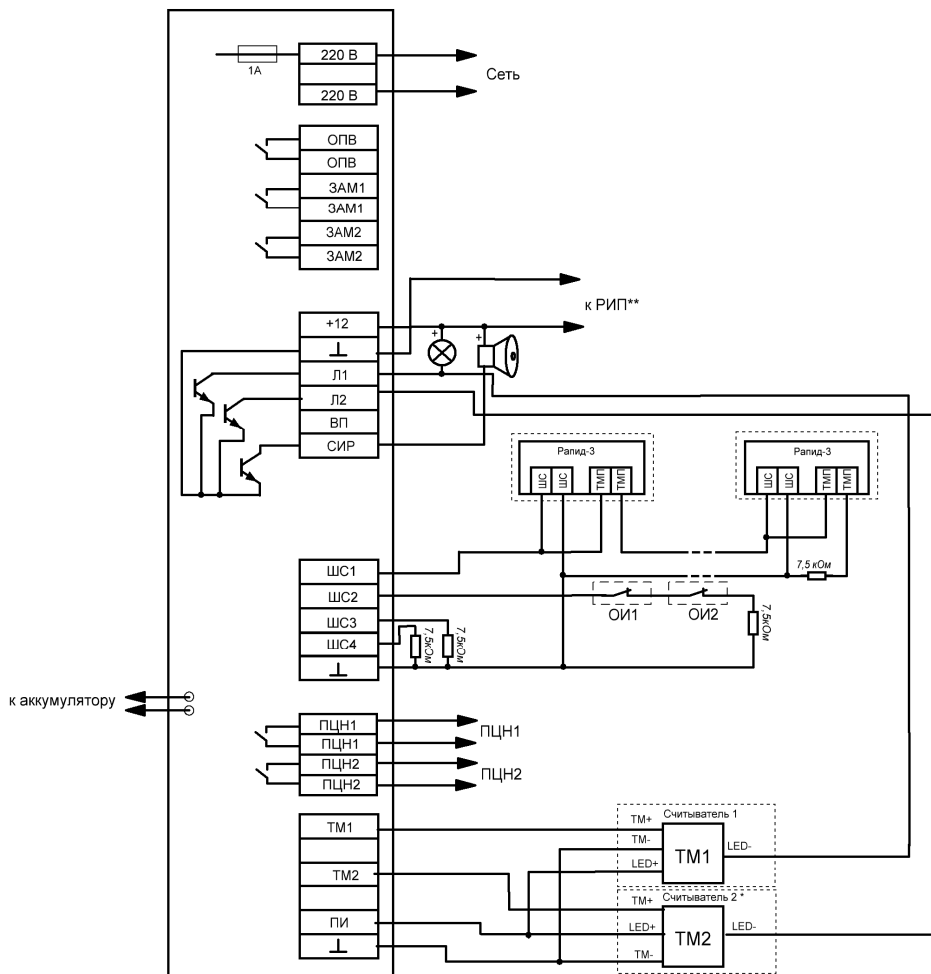 220 В
1А
Сеть
220 В
ОПВ
ОПВ
ЗАМ1
ЗАМ1
ЗАМ2
ЗАМ2
к РИП**
+12
+
+
⊥
Л1
Л2
ВП
СИР
Рапид-3
ШС
ШС
ТМП
ТМП
Рапид-3
ШС
ШС
ТМП
ТМП
7,5 кОм
ШС1
ШС2
ШС3
ШС4
⊥
ОИ1
ОИ2
7,5кОм
7,5кОм
7,5кОм
к аккумулятору
ПЦН1
ПЦН1
ПЦН2
ПЦН2
ПЦН1
ПЦН2
ТМ1
ТМ2
ПИ
⊥
Считыватель 1
ТМ+
ТМ-
LED+
ТМ1
LED-
Считыватель 2 *
ТМ+
LED+
ТМ-
ТМ2
LED-